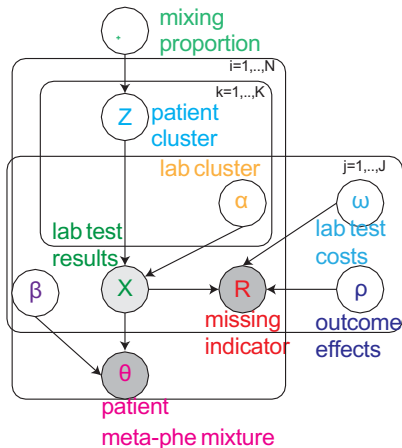 mixing
proportion
i=1,..,N
k=1,..,K
Z
patient
cluster
j=1,..,J
lab cluster
α
ω
lab test
results
lab test
costs
β
X
R
ρ
missing
indicator
outcome
effects
θ
patient
meta-phe mixture